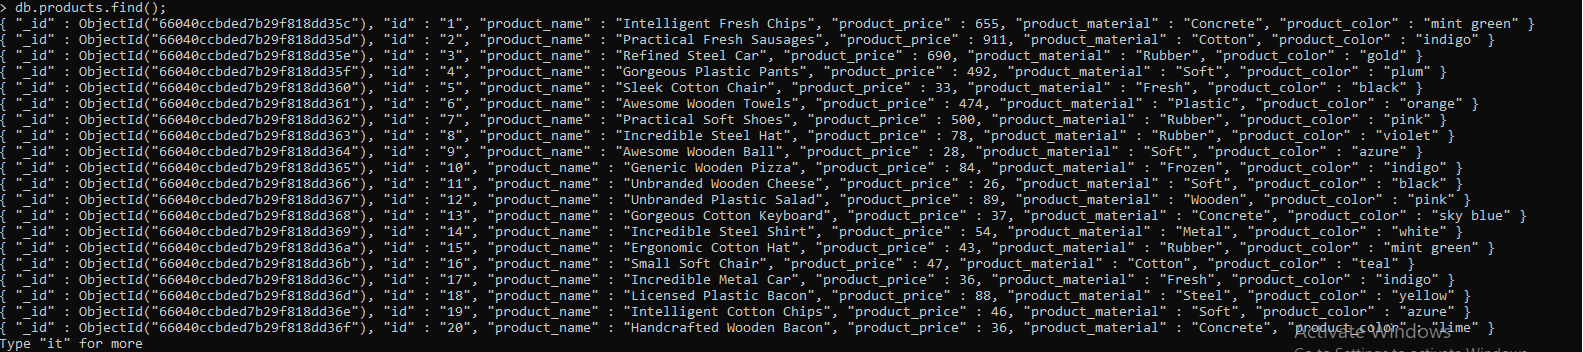 > db.products.find();
{ "_id" : ObjectId("66040ccbded7b29f818dd35c"), "id" : "1", "product_name" : "Intelligent Fresh Chips", "product_price" : 655, "product_material" : "Concrete", "product_color" : "mint green" }
{ "_id" : ObjectId("66040ccbded7b29f818dd35d"), "id" : "2", "product_name" : "Practical Fresh Sausages", "product_price" : 911, "product_material" : "Cotton", "product_color" : "indigo" }
{ "_id" : ObjectId("66040ccbded7b29f818dd35e"), "id" : "3", "product_name" : "Refined Steel Car", "product_price" : 690, "product_material" : "Rubber", "product_color" : "gold" }
{ "_id" : ObjectId("66040ccbded7b29f818dd35f"), "id" : "4", "product_name" : "Gorgeous Plastic Pants", "product_price" : 492, "product_material" : "Soft", "product_color" : "plum" }
{ "_id" : ObjectId("66040ccbded7b29f818dd360"), "id" : "5", "product_name" : "Sleek Cotton Chair", "product_price" : 33, "product_material" : "Fresh", "product_color" : "black" }
{ "_id" : ObjectId("66040ccbded7b29f818dd361"), "id" : "6", "product_name" : "Awesome Wooden Towels", "product_price" : 474, "product_material" : "Plastic", "product_color" : "orange" }
{ "_id" : ObjectId("66040ccbded7b29f818dd362"), "id" : "7", "product_name" : "Practical Soft Shoes", "product_price" : 500, "product_material" : "Rubber", "product_color" : "pink" }
{ "_id" : ObjectId("66040ccbded7b29f818dd363"), "id" : "8", "product_name" : "Incredible Steel Hat", "product_price" : 78, "product_material" : "Rubber", "product_color" : "violet" }
{ "_id" : ObjectId("66040ccbded7b29f818dd364"), "id" : "9", "product_name" : "Awesome Wooden Ball", "product_price" : 28, "product_material" : "Soft", "product_color" : "azure" }
{ "_id" : ObjectId("66040ccbded7b29f818dd365"), "id" : "10", "product_name" : "Generic Wooden Pizza", "product_price" : 84, "product_material" : "Frozen", "product_color" : "indigo" }
{ "_id" : ObjectId("66040ccbded7b29f818dd366"), "id" : "11", "product_name" : "Unbranded Wooden Cheese", "product_price" : 26, "product_material" : "Soft", "product_color" : "black" }
{ "_id" : ObjectId("66040ccbded7b29f818dd367"), "id" : "12", "product_name" : "Unbranded Plastic Salad", "product_price" : 89, "product_material" : "Wooden", "product_color" : "pink" }
{ "_id" : ObjectId("66040ccbded7b29f818dd368"), "id" : "13", "product_name" : "Gorgeous Cotton Keyboard", "product_price" : 37, "product_material" : "Concrete", "product_color" : "sky blue" }
{ "_id" : ObjectId("66040ccbded7b29f818dd369"), "id" : "14", "product_name" : "Incredible Steel Shirt", "product_price" : 54, "product_material" : "Metal", "product_color" : "white" }
{ "_id" : ObjectId("66040ccbded7b29f818dd36a"), "id" : "15", "product_name" : "Ergonomic Cotton Hat", "product_price" : 43, "product_material" : "Rubber", "product_color" : "mint green" }
{ "_id" : ObjectId("66040ccbded7b29f818dd36b"), "id" : "16", "product_name" : "Small Soft Chair", "product_price" : 47, "product_material" : "Cotton", "product_color" : "teal" }
{ "_id" : ObjectId("66040ccbded7b29f818dd36c"), "id" : "17", "product_name" : "Incredible Metal Car", "product_price" : 36, "product_material" : "Fresh", "product_color" : "indigo" }
{ "_id" : ObjectId("66040ccbded7b29f818dd36d"), "id" : "18", "product_name" : "Licensed Plastic Bacon", "product_price" : 88, "product_material" : "Steel", "product_color" : "yellow" }
{ "_id" : ObjectId("66040ccbded7b29f818dd36e"), "id" : "19", "product_name" : "Intelligent Cotton Chips", "product_price" : 46, "product_material" : "Soft", "product_color" : "azure" }
{ "_id" : ObjectId("66040ccbded7b29f818dd36f"), "id" : "20", "product_name" : "Handcrafted Wooden Bacon", "product_price" : 36, "product_material" : "Concrete", "product_color" : "lime" }
Type "it" for more
Activate Windows